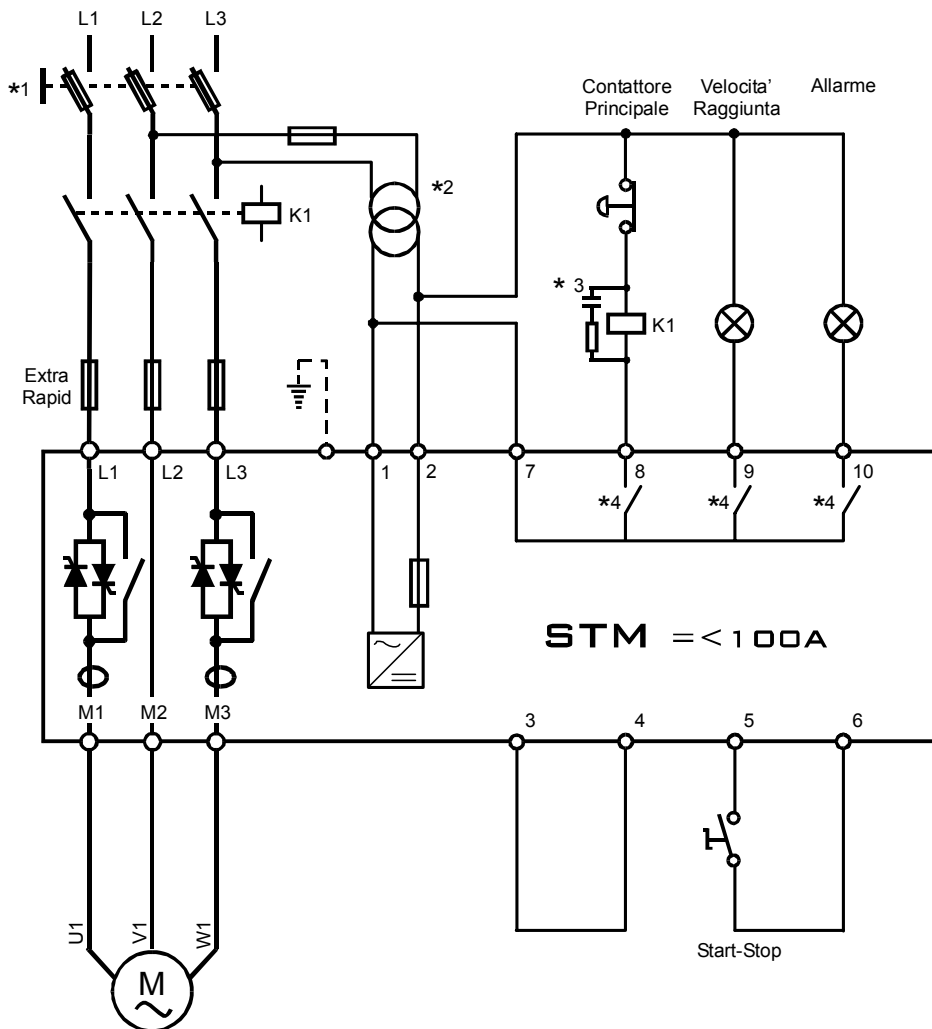 L1 L2 L3
*1
Contattore
Principale
Velocita'
Raggiunta
Allarme
*2
K1
* 3
K1
Extra
Rapid
L1 L2 L3 1 2 7 8 9 10
*4 *4 *4
STM =<100A
M1 M2 M3 3 4 5 6
U1 V1 W1
Start-Stop
M